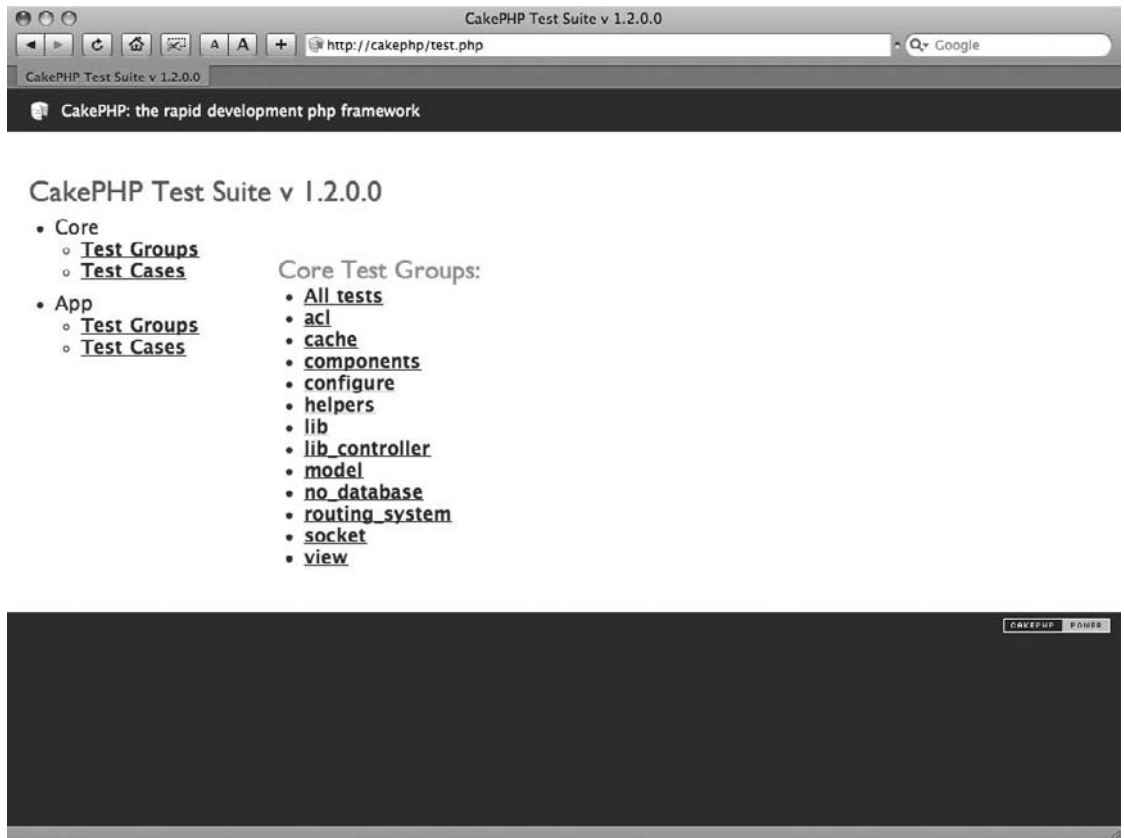 CakePHP Test Suite v 1.2.0.0
A A + http://cakephp/test.php Google
CakePHP Test Suite v 1.2.0.0
CakePHP: the rapid development php framework
CakePHP Test Suite v 1.2.0.0
Core
Test Groups
Test Cases
App
Test Groups
Test Cases
Core Test Groups:
All tests
acl
cache
components
configure
helpers
lib
lib_controller
model
no_database
routing_system
socket
view
CAKEPHP POWER